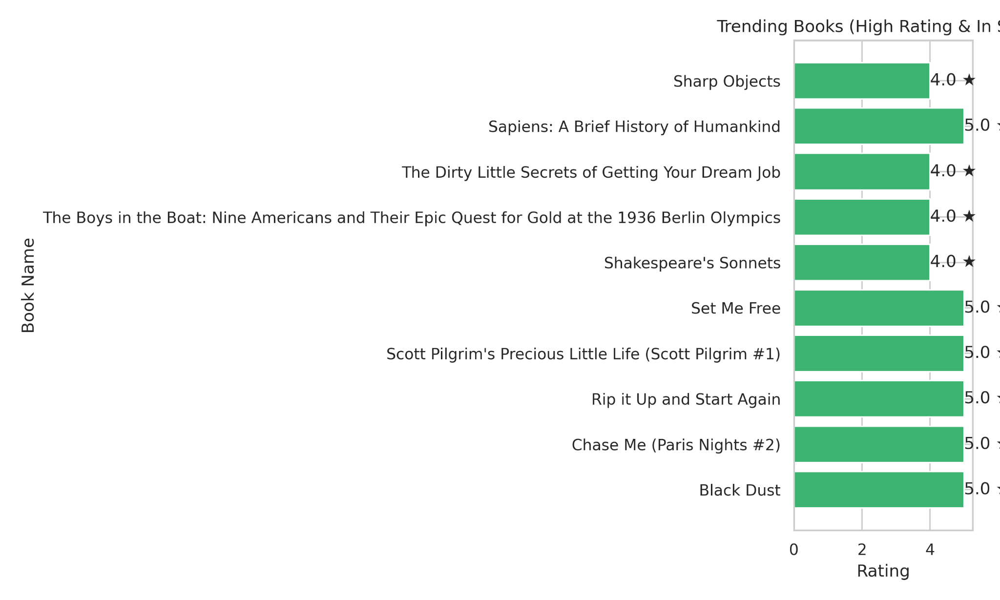 Trending Books (High Rating & In
Sharp Objects 4.0 ★
Sapiens: A Brief History of Humankind 5.0
The Dirty Little Secrets of Getting Your Dream Job 4.0 ★
The Boys in the Boat: Nine Americans and Their Epic Quest for Gold at the 1936 Berlin Olympics 4.0 ★
Shakespeare's Sonnets 4.0 ★
Book Name
Set Me Free 5.0
Scott Pilgrim's Precious Little Life (Scott Pilgrim #1) 5.0
Rip it Up and Start Again 5.0
Chase Me (Paris Nights #2) 5.0
Black Dust 5.0
0 2 4
Rating